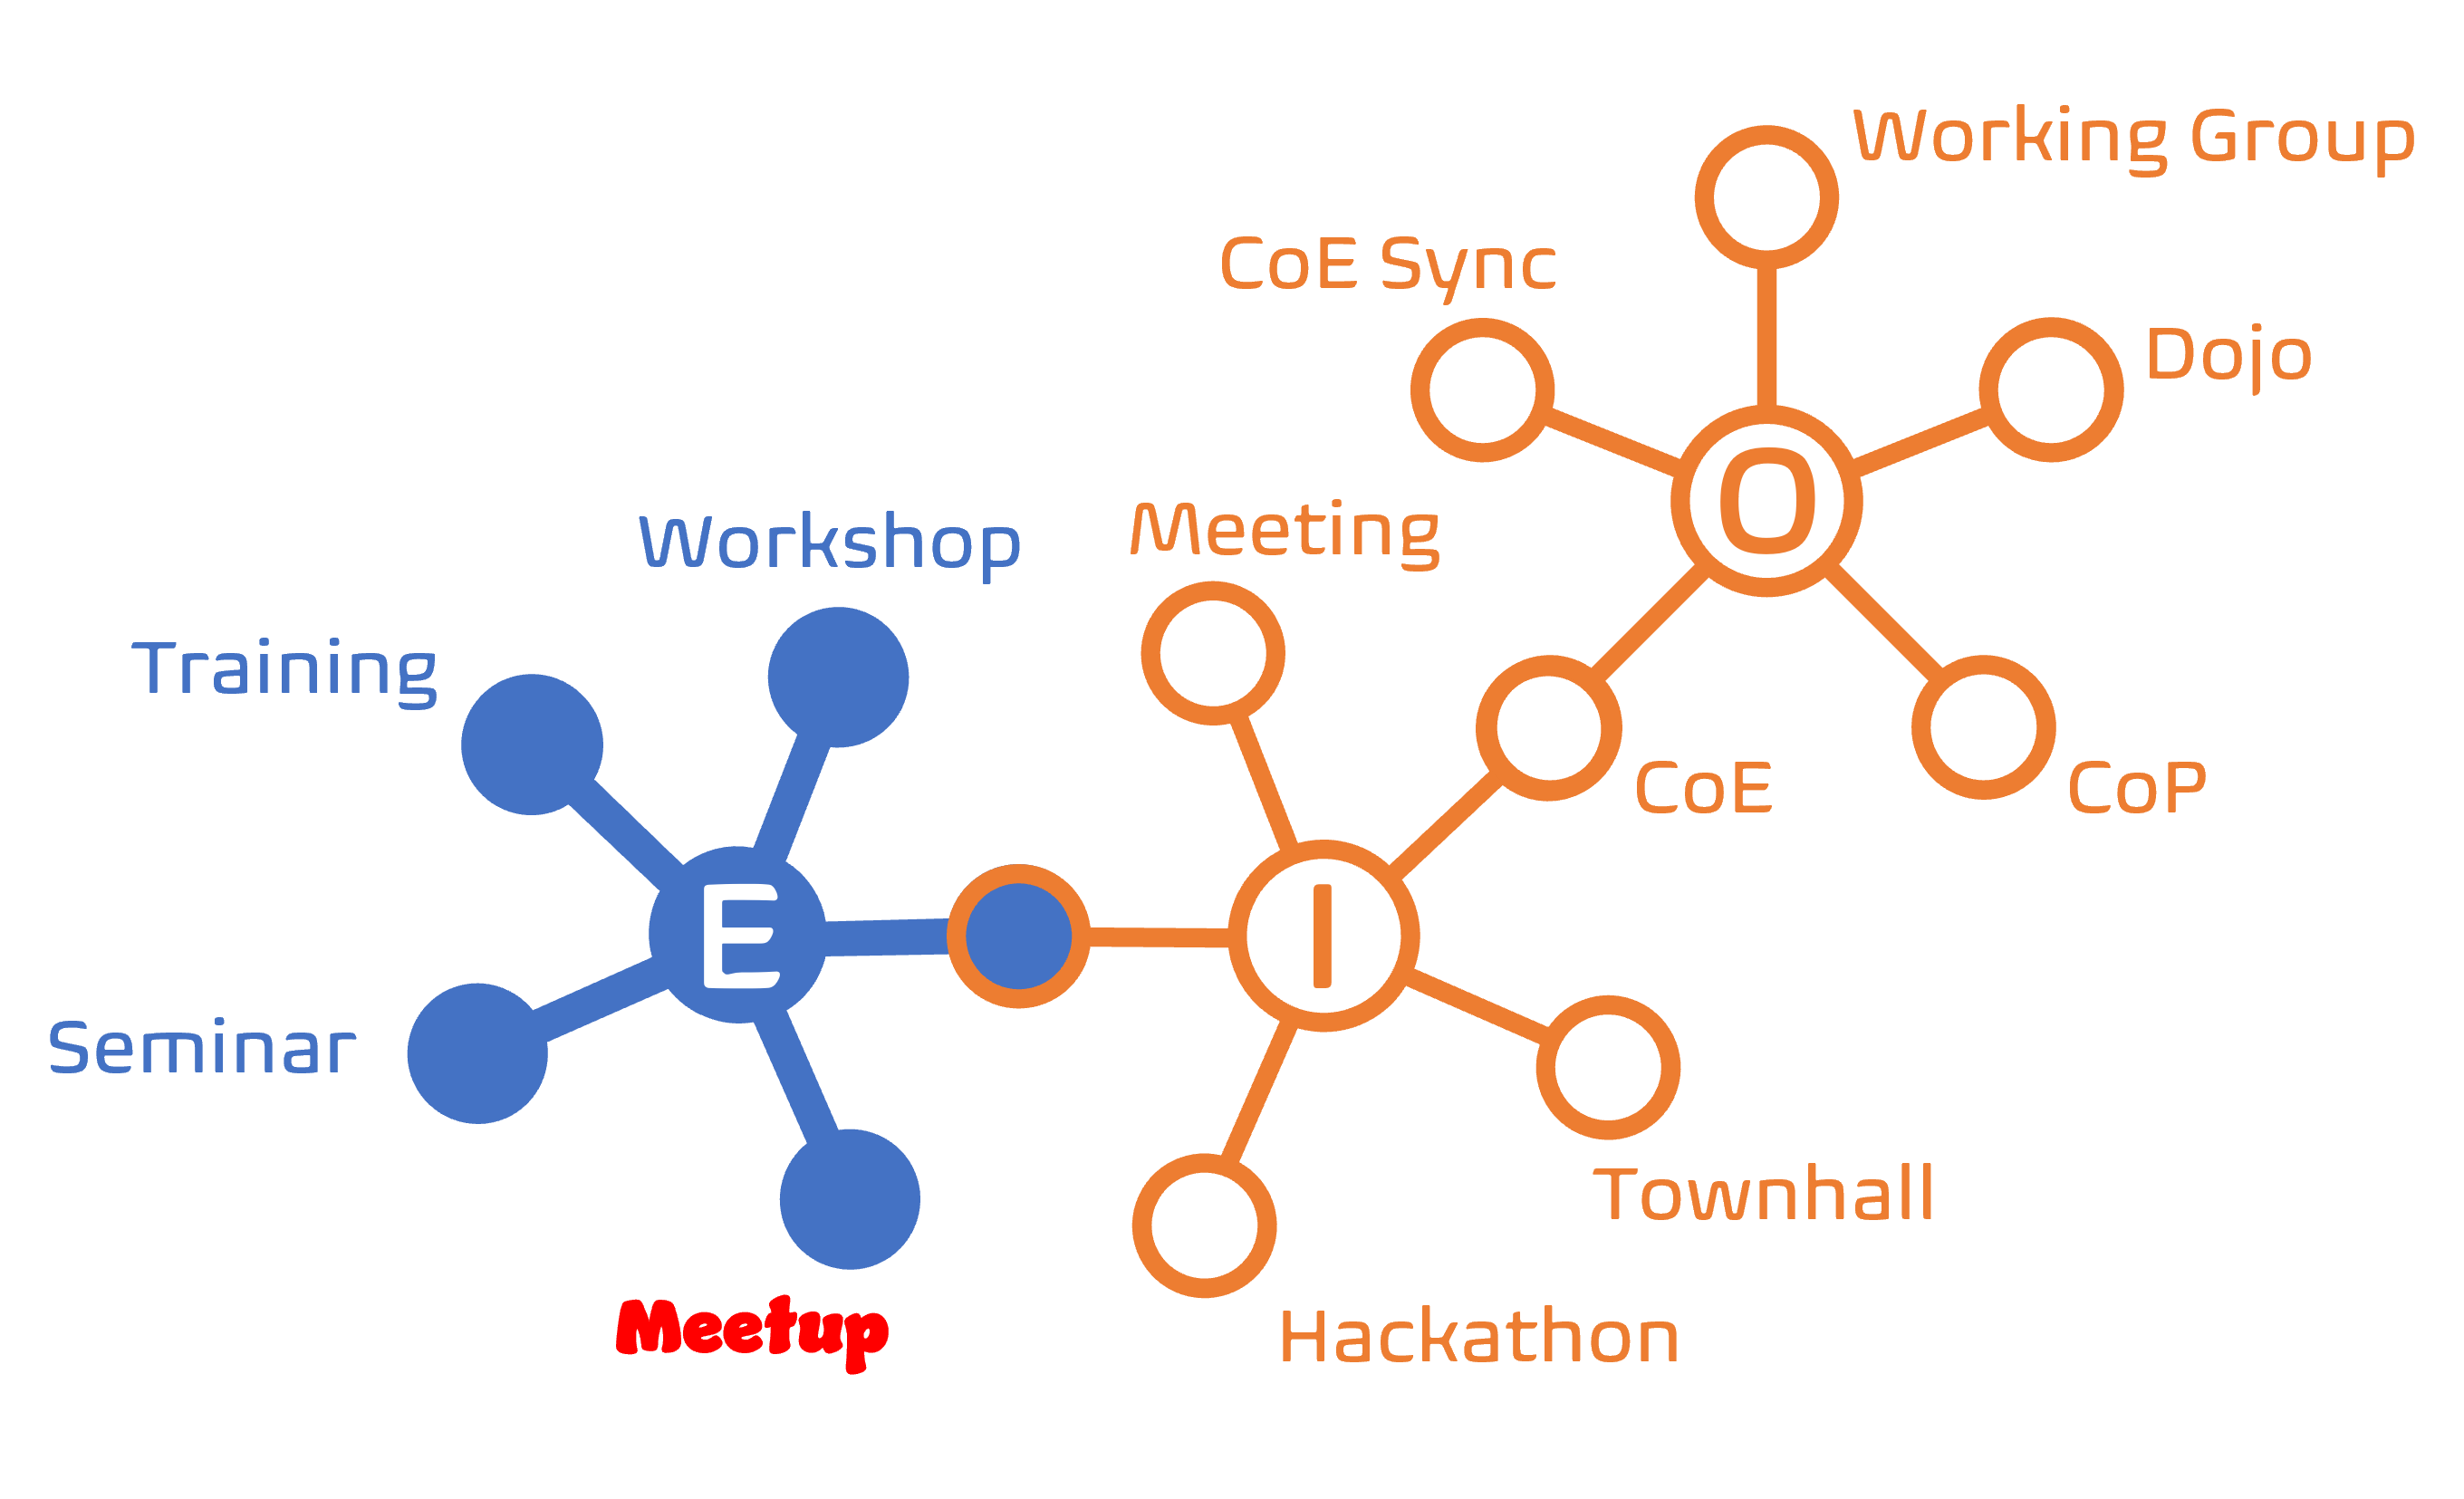 Working Group
CoE Sync
Dojo
O
Workshop
Meeting
Training
CoE
CoP
E
I
Seminar
Townhall
Meetup
Hackathon